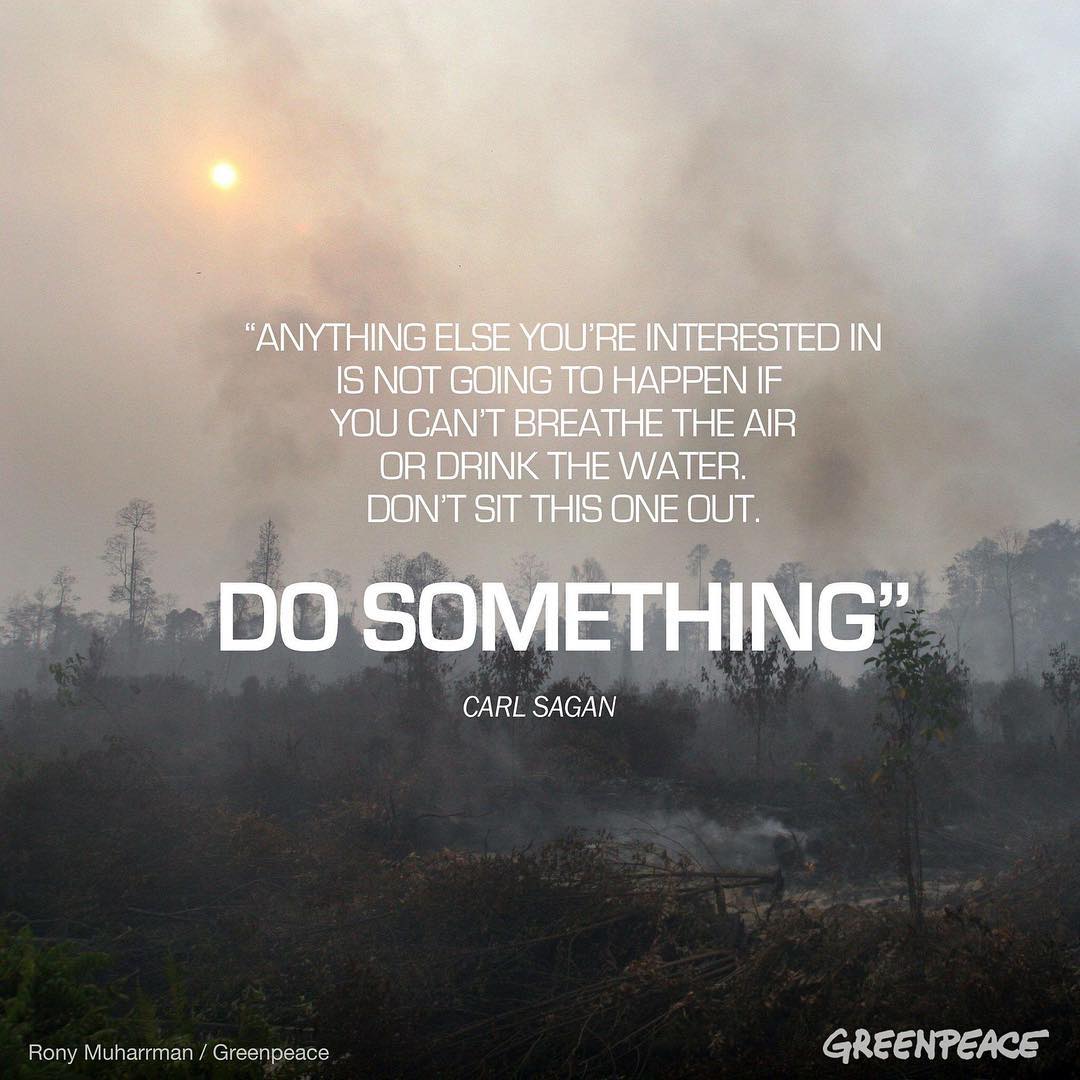 “ANYTHING ELSE YOU’RE INTERESTED IN
IS NOT GOING TO HAPPEN IF
YOU CAN’T BREATHE THE AIR
OR DRINK THE WATER.
DON’T SIT THIS ONE OUT.
DO SOMETHING”
CARL SAGAN
Rony Muharrman / Greenpeace
GREENPEACE